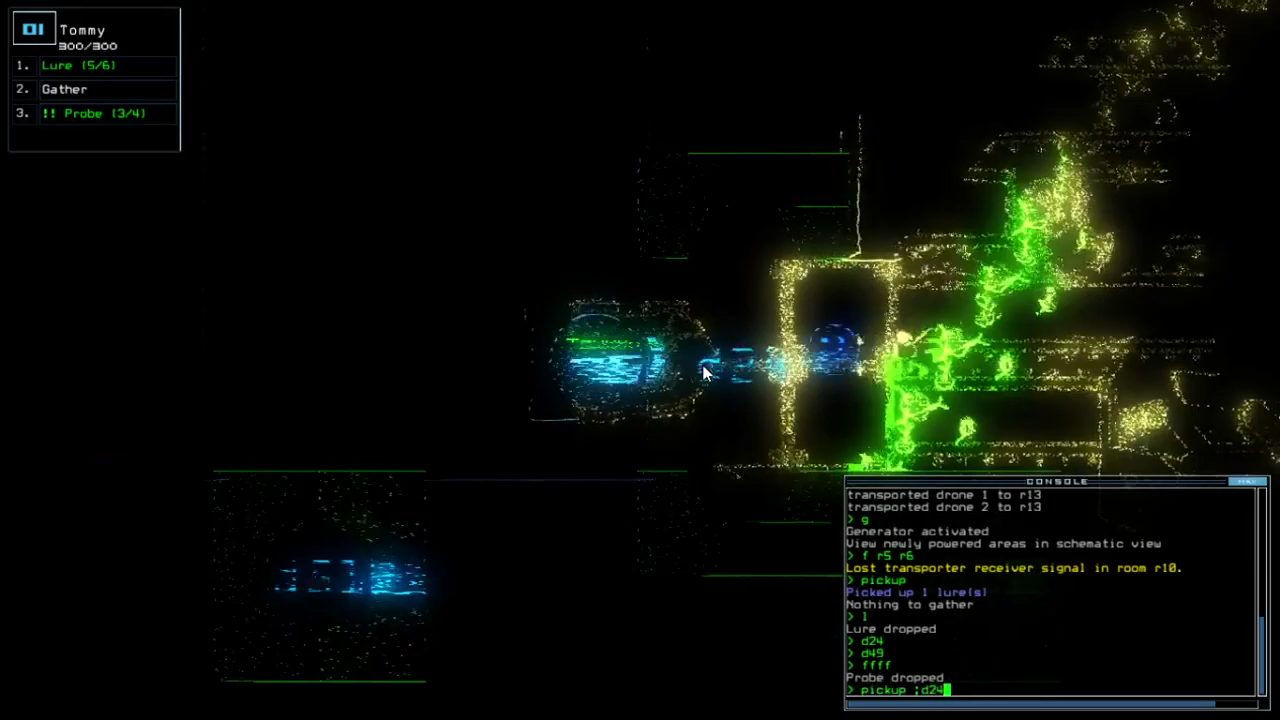 01 Tommy
300/300
1. Lure (5/6)
2. Gather
3. !! Probe (3/4)
CONSOLE
transported drone 1 to r13
transported drone 2 to r13
> g
Generator activated
View newly powered areas in schematic view
> f r5 r6
Lost transporter receiver signal in room r10.
> pickup
Picked up 1 lure(s)
Nothing to gather
> l
Lure dropped
> d24
> d49
> ffff
Probe dropped
> pickup ;d24